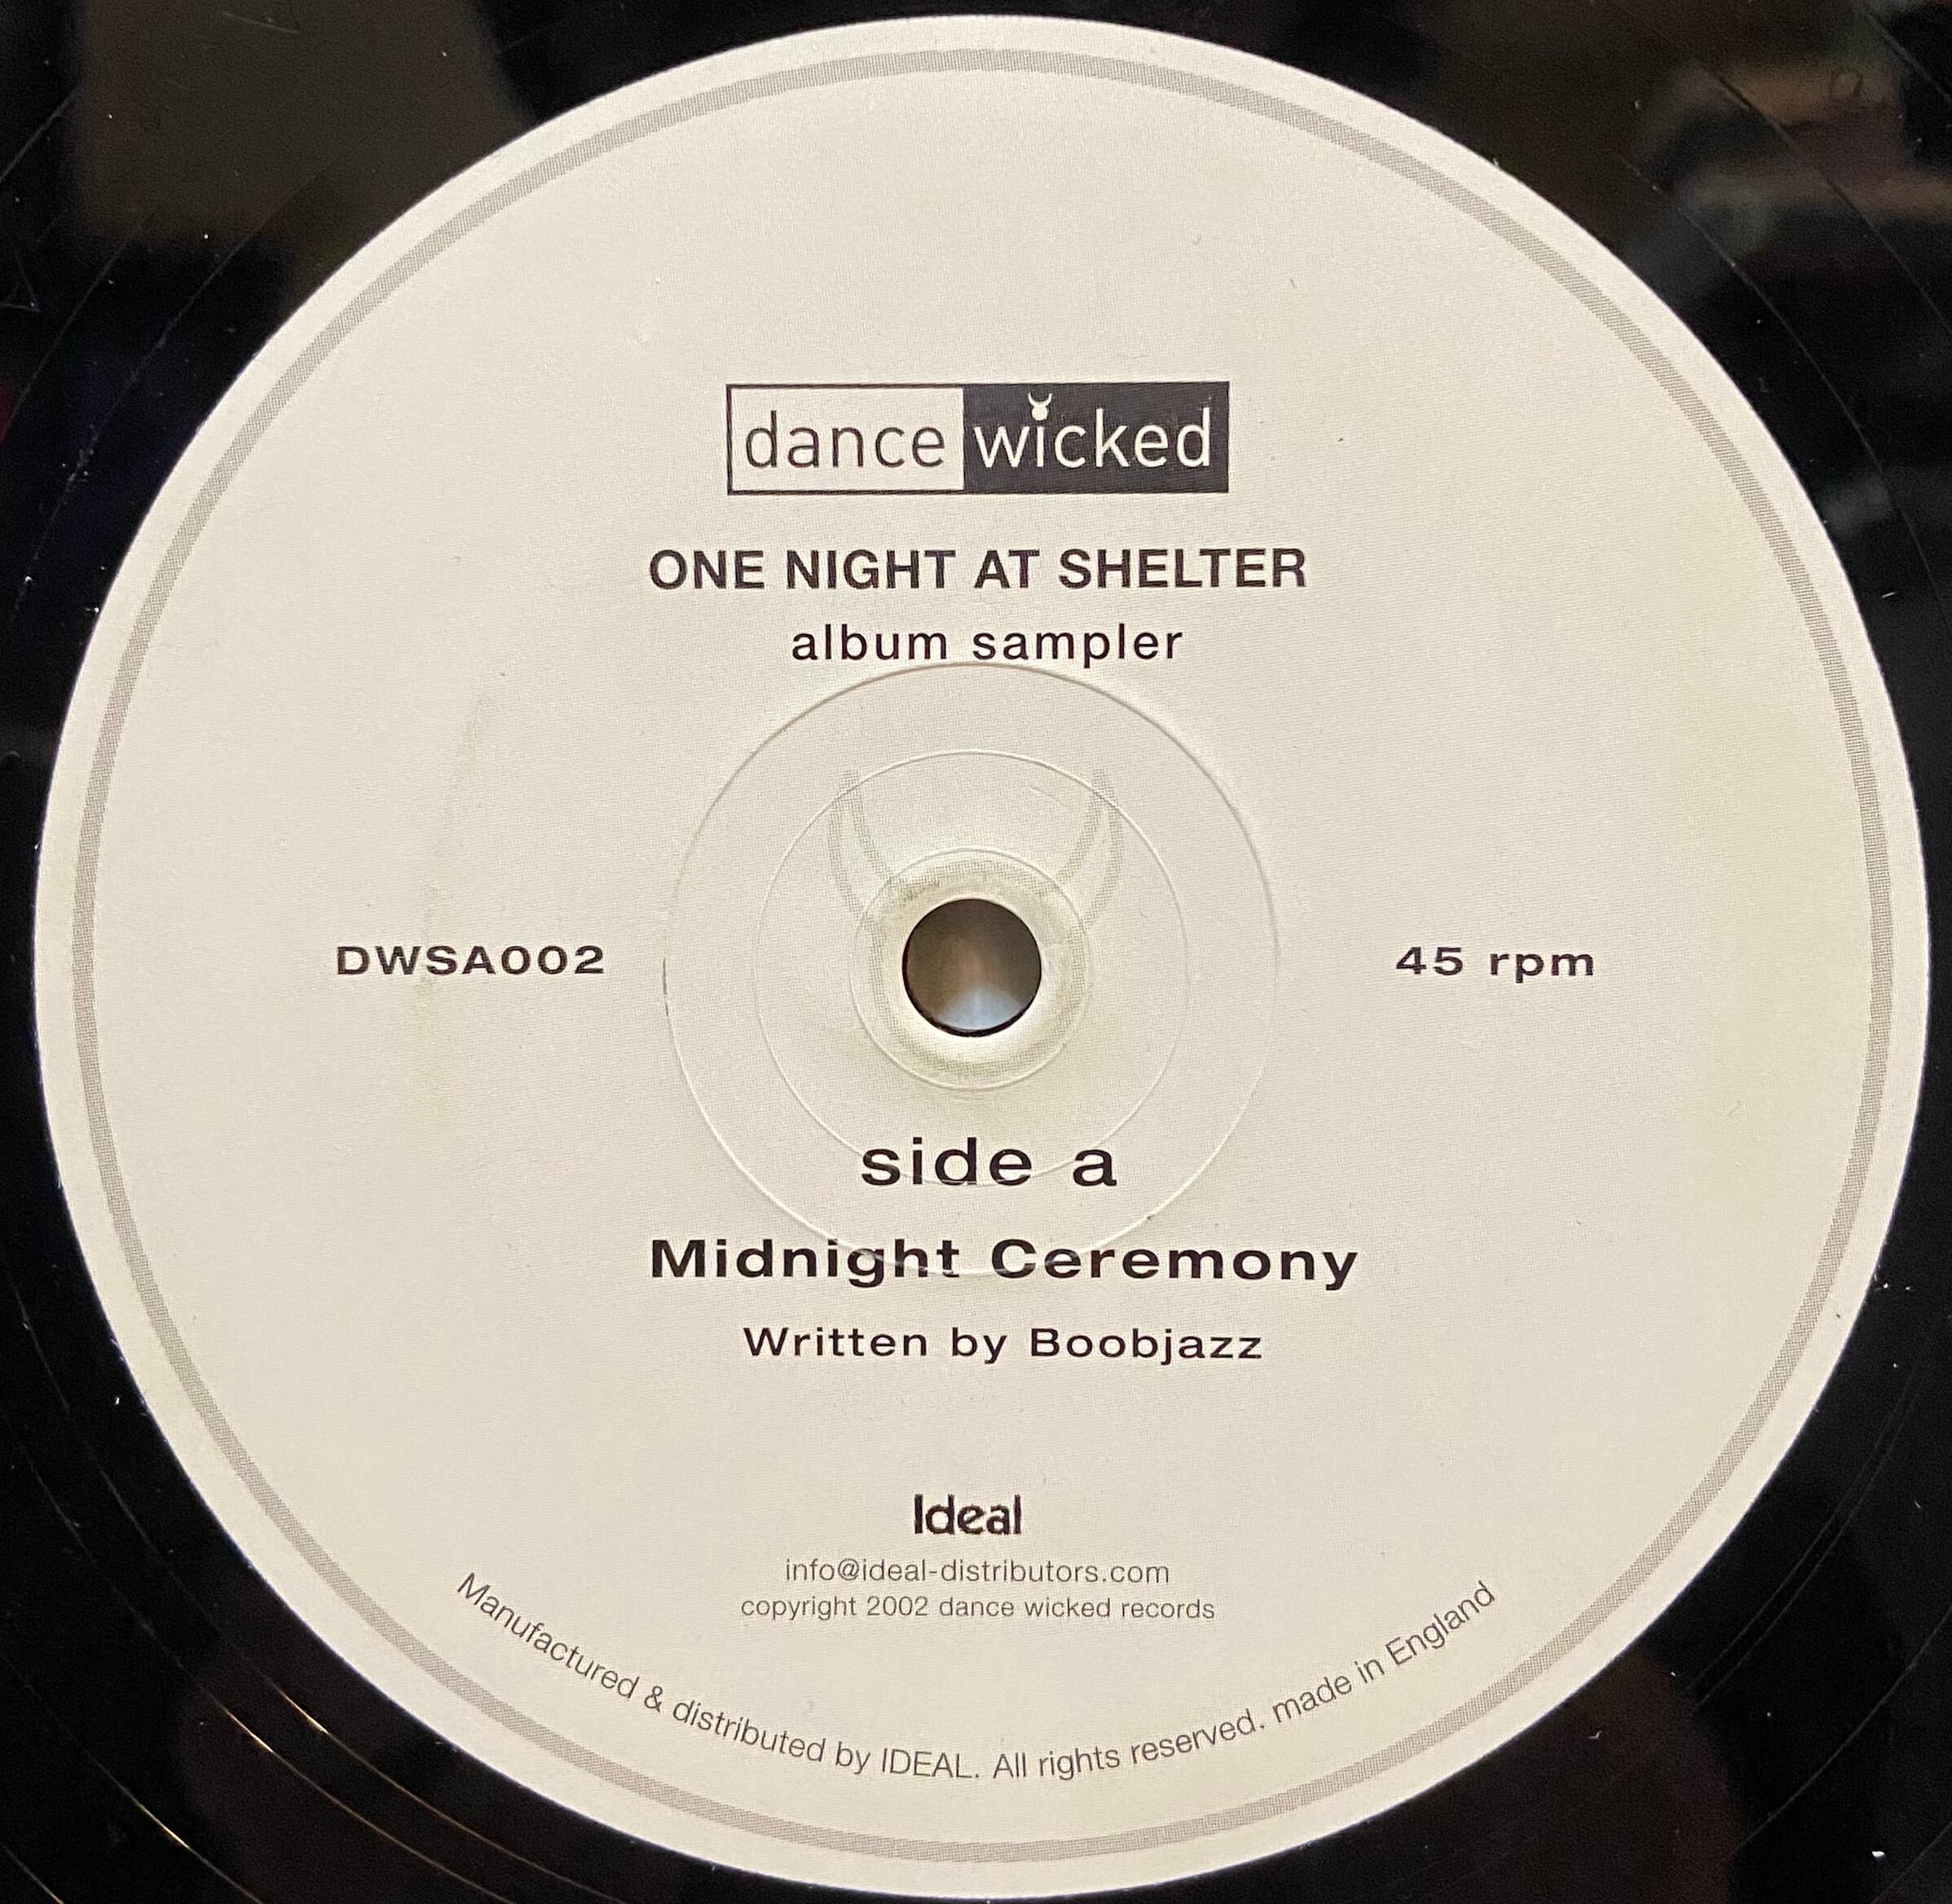 dance wicked
ONE NIGHT AT SHELTER
album sampler
DWSA002
45 rpm
side a
Midnight Ceremony
Written by Boobjazz
Ideal
info@ideal-distributors.com
copyright 2002 dance wicked records
Manufactured & distributed by IDEAL. All rights reserved. made in England